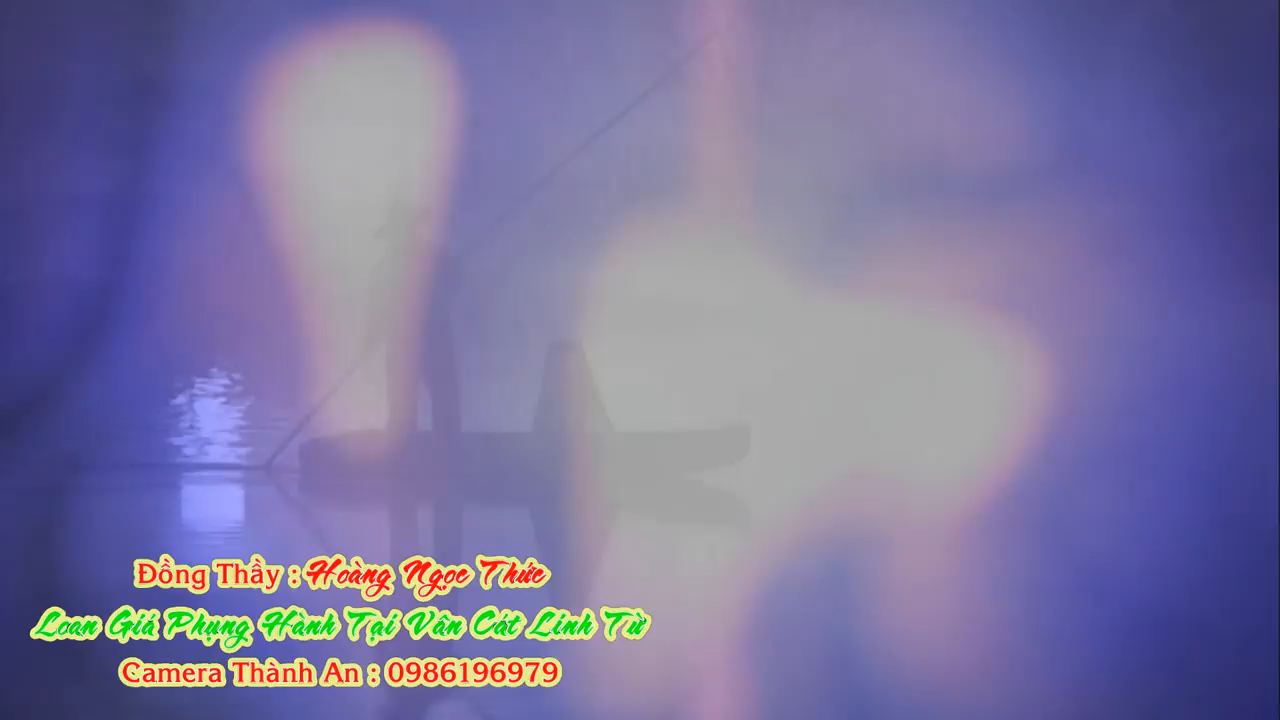 Đồng Thầy : Hoàng Ngọc Thức
Loan Giá Phụng Hành Tại Vân Cát Linh Từ
Camera Thành An : 0986196979